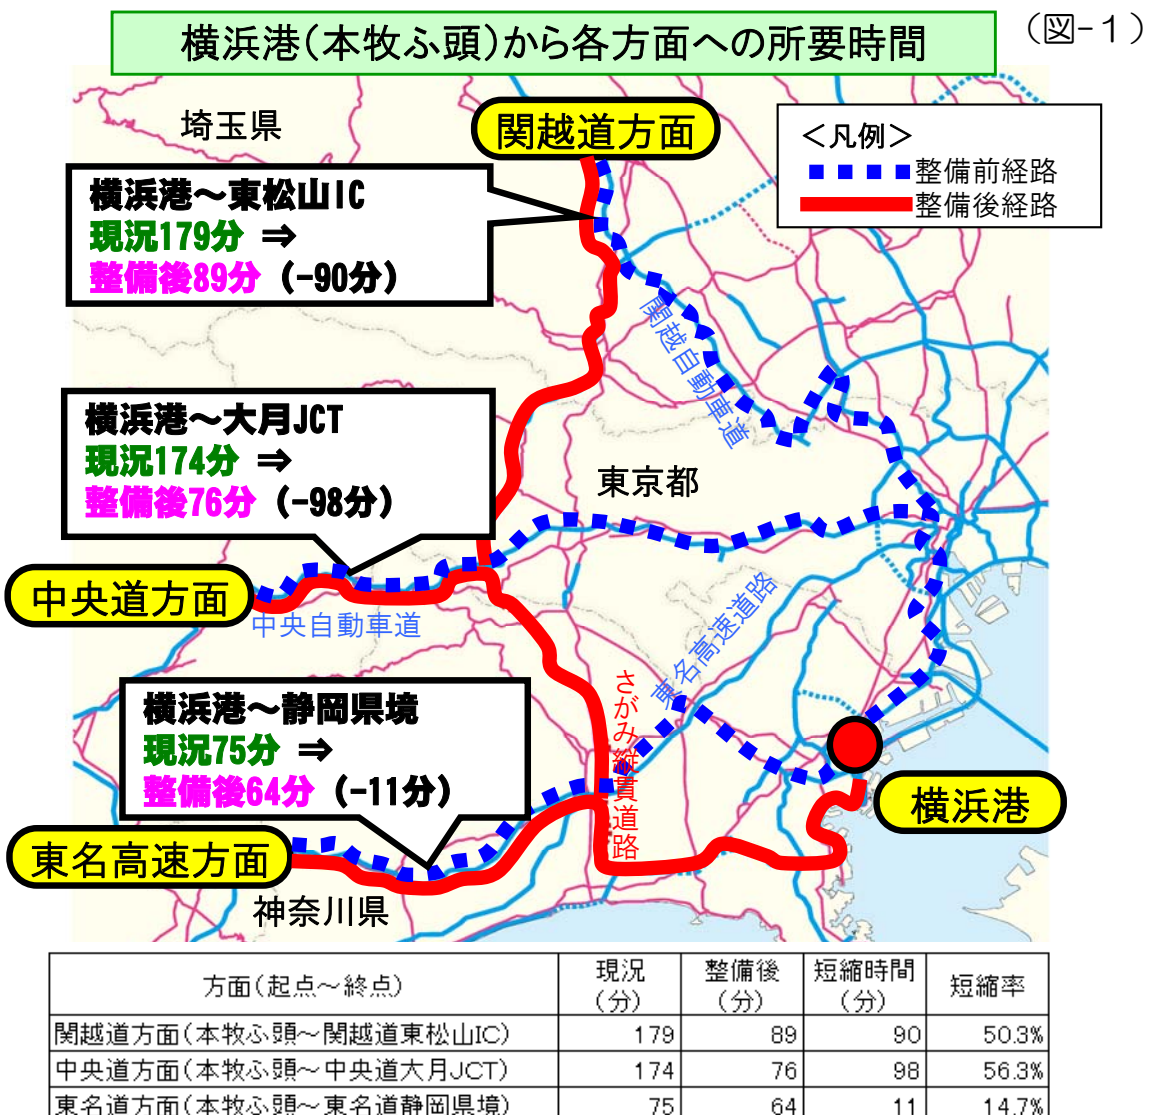 (図-1)
横浜港(本牧ふ頭)から各方面への所要時間
埼玉県
関越道方面
<凡例>
整備前経路
整備後経路
横浜港~東松山IC
現況179分 ⇒
整備後89分 (-90分)
関越自動車道
横浜港~大月JCT
現況174分 ⇒
整備後76分 (-98分)
東京都
中央道方面
中央自動車道
東名高速道路
さがみ縦貫道路
横浜港~静岡県境
現況75分 ⇒
整備後64分 (-11分)
横浜港
東名高速方面
神奈川県
方面(起点~終点) 現況(分) 整備後(分) 短縮時間(分) 短縮率
関越道方面(本牧ふ頭~関越道東松山IC) 179 89 90 50.3%
中央道方面(本牧ふ頭~中央道大月JCT) 174 76 98 56.3%
東名道方面(本牧ふ頭~東名道静岡県境) 75 64 11 14.7%